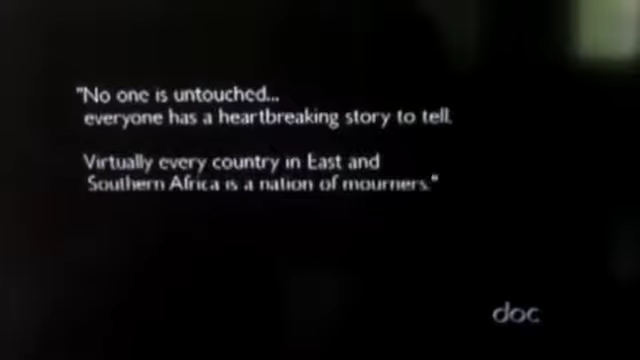 "No one is untouched...
everyone has a heartbreaking story to tell.
Virtually every country in East and
Southern Africa is a nation of mourners."
doc